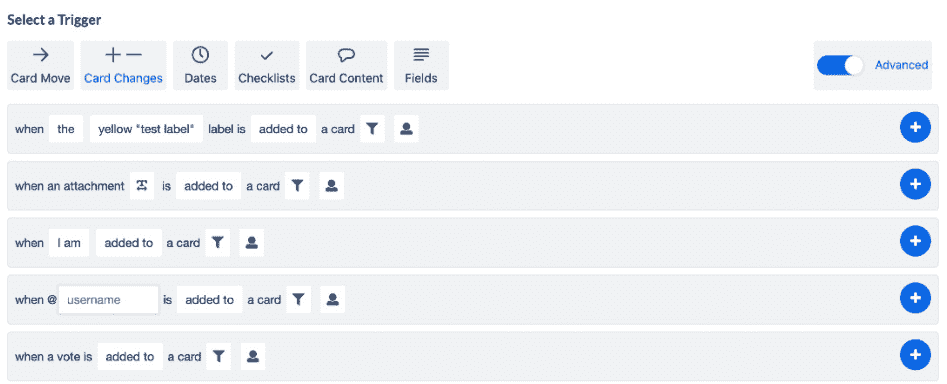 Select a Trigger
Card Move Card Changes Dates Checklists Card Content Fields Advanced
when the yellow "test label" label is added to a card
when an attachment is added to a card
when I am added to a card
when @ username is added to a card
when a vote is added to a card